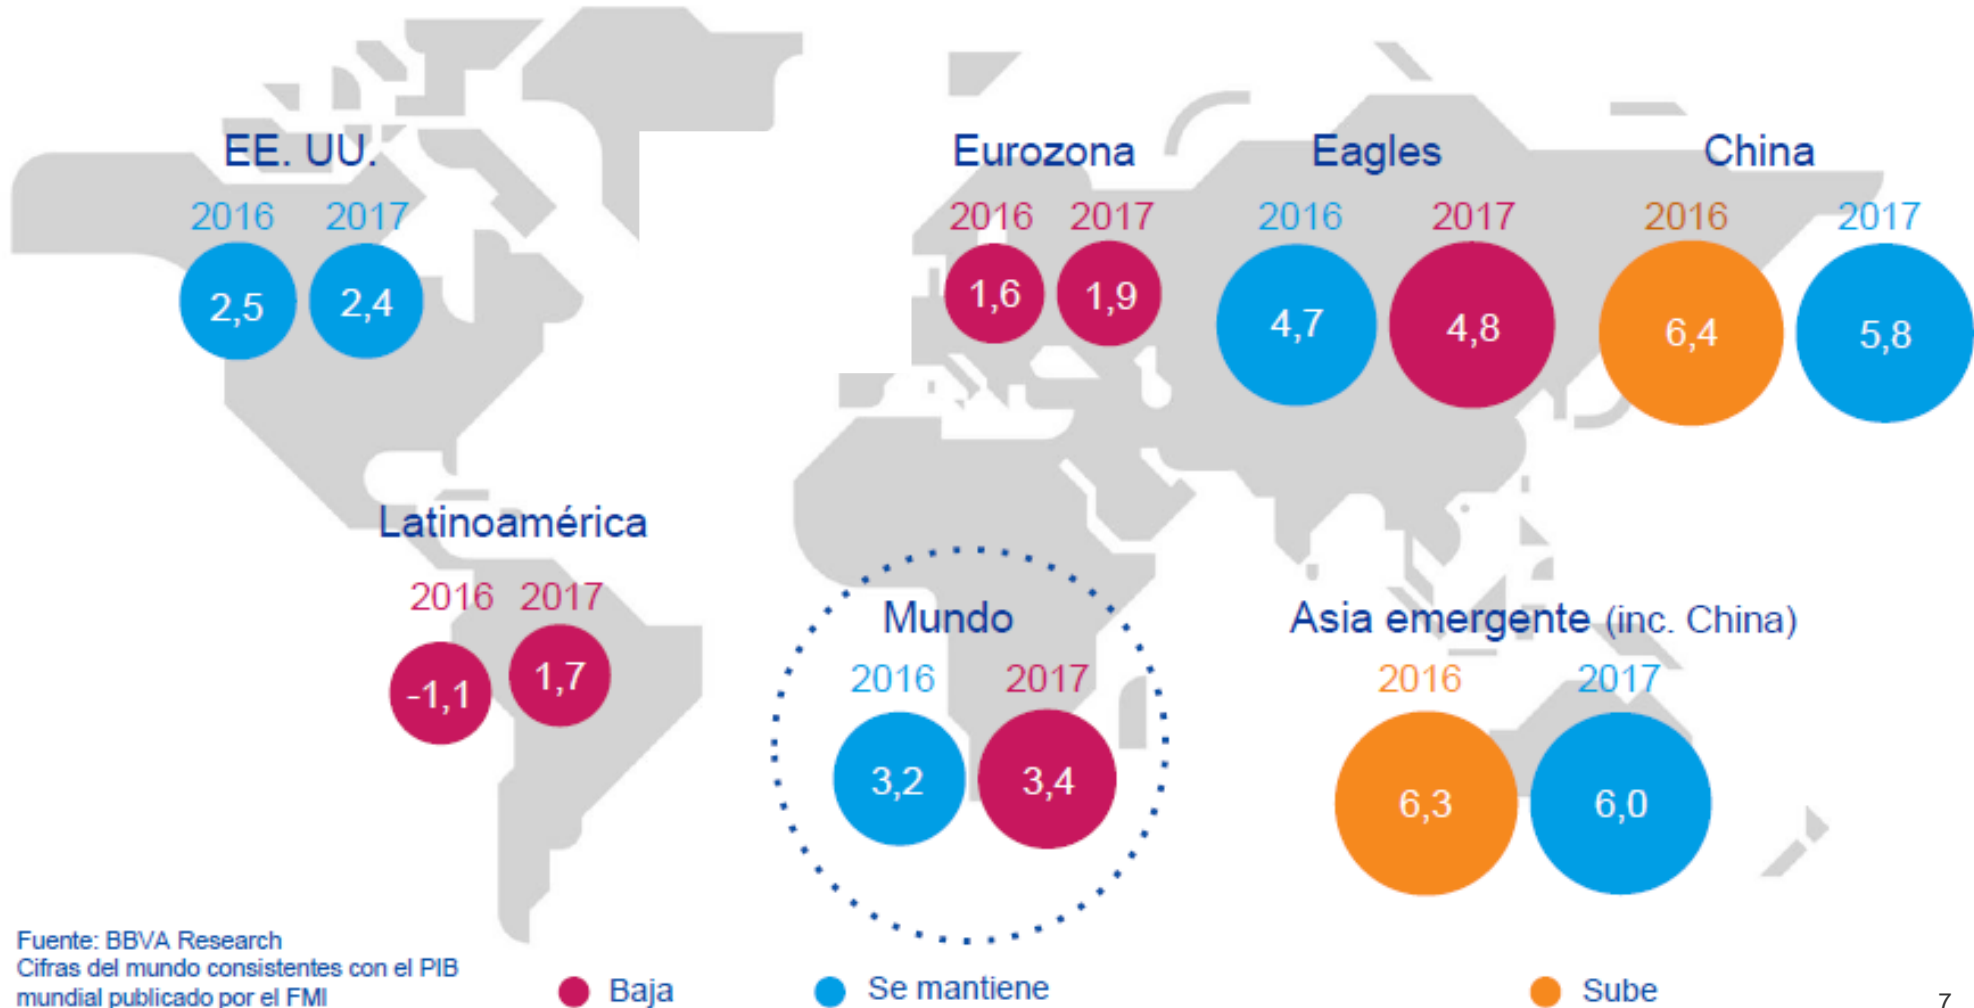 EE. UU.
2016 2017
2,5 2,4
Eurozona
2016 2017
1,6 1,9
Eagles
2016 2017
4,7 4,8
China
2016 2017
6,4 5,8
Latinoamérica
2016 2017
-1,1 1,7
Mundo
2016 2017
3,2 3,4
Asia emergente (inc. China)
2016 2017
6,3 6,0
Fuente: BBVA Research
Cifras del mundo consistentes con el PIB
mundial publicado por el FMI
Baja
Se mantiene
Sube
7